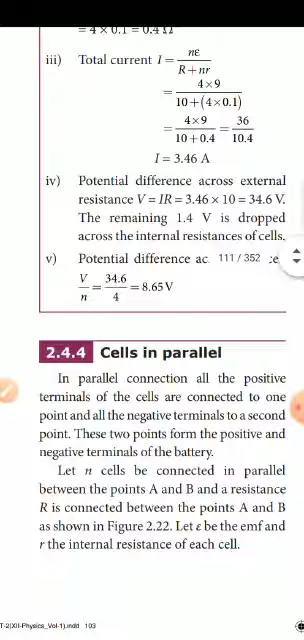 = 4 × 0.1 = 0.4 Ω
iii) Total current I = nε / R + nr
= 4 × 9 / 10 + (4 × 0.1)
= 4 × 9 / 10 + 0.4 = 36 / 10.4
I = 3.46 A
iv) Potential difference across external
resistance V = IR = 3.46 × 10 = 34.6 V.
The remaining 1.4 V is dropped
across the internal resistances of cells.
v) Potential difference ac 111 / 352
V / n = 34.6 / 4 = 8.65 V
2.4.4 Cells in parallel
In parallel connection all the positive
terminals of the cells are connected to one
point and all the negative terminals to a second
point. These two points form the positive and
negative terminals of the battery.
Let n cells be connected in parallel
between the points A and B and a resistance
R is connected between the points A and B
as shown in Figure 2.22. Let ε be the emf and
r the internal resistance of each cell.
T-2(XII-Physics_Vol-1).indd 103